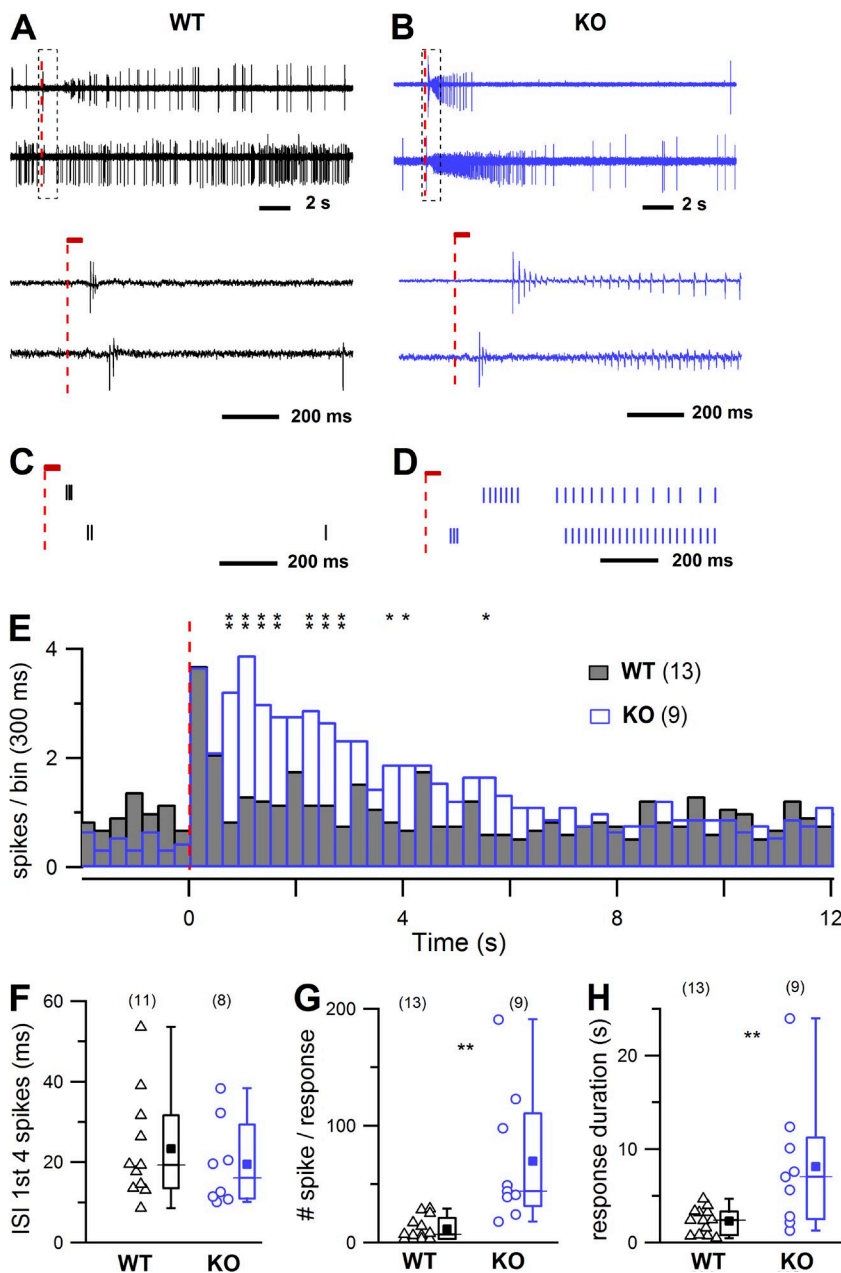 A WT
B KO
2 s
2 s
200 ms
200 ms
C
D
200 ms
200 ms
E
* * * * * * * * * *
* * * * * * *
4
2
0
spikes / bin (300 ms)
WT (13)
KO (9)
0 4 8 12
Time (s)
F
(11) (8)
60
40
20
0
ISI 1st 4 spikes (ms)
WT KO
G
(13) (9)
200
100
0
# spike / response
**
WT KO
H
(13) (9)
20
10
0
response duration (s)
**
WT KO